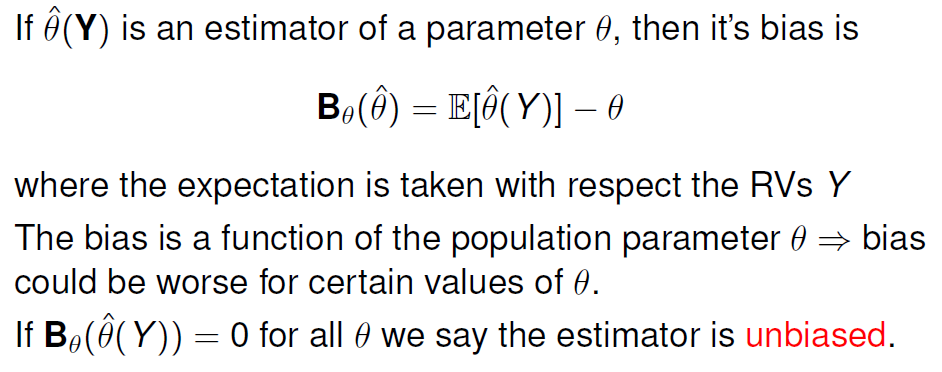 If θ̂(Y) is an estimator of a parameter θ, then it's bias is
B_θ(θ̂) = 𝔼[θ̂(Y)] − θ
where the expectation is taken with respect the RVs Y
The bias is a function of the population parameter θ ⇒ bias
could be worse for certain values of θ.
If B_θ(θ̂(Y)) = 0 for all θ we say the estimator is unbiased.